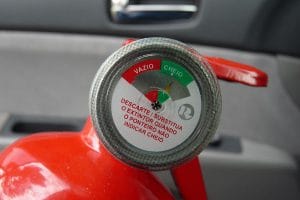 VAZIO CHEIO
DESCARTE / SUBSTITUA
O EXTINTOR QUANDO
O PONTEIRO NÃO
INDICAR CHEIO